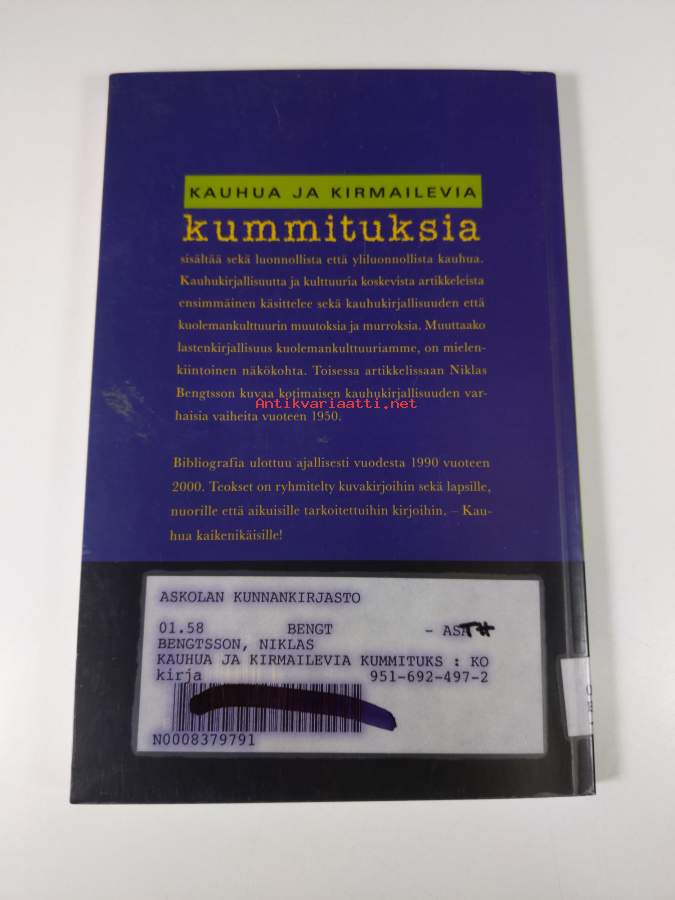 KAUHUA JA KIRMAILEVIA
kummituksia
sisältää sekä luonnollista että yliluonnollista kauhua.
Kauhukirjallisuutta ja kulttuuria koskevista artikkeleista
ensimmäinen käsittelee sekä kauhukirjallisuuden että
kuolemankulttuurin muutoksia ja murroksia. Muuttaako
lastenkirjallisuus kuolemankulttuuriamme, on mielen-
kiintoinen näkökohta. Toisessa artikkelissaan Niklas
Bengtsson kuvaa kotimaisen kauhukirjallisuuden var-
Antikvariaatti.net
haisia vaiheita vuoteen 1950.
Bibliografia ulottuu ajallisesti vuodesta 1990 vuoteen
2000. Teokset on ryhmitelty kuvakirjoihin sekä lapsille,
nuorille että aikuisille tarkoitettuihin kirjoihin. – Kau-
hua kaikenikäisille!
ASKOLAN KUNNANKIRJASTO
01.58 BENGT - ASA
BENGTSSON, NIKLAS
KAUHUA JA KIRMAILEVIA KUMMITUKS : KO
kirja 951-692-497-2
N0008379791